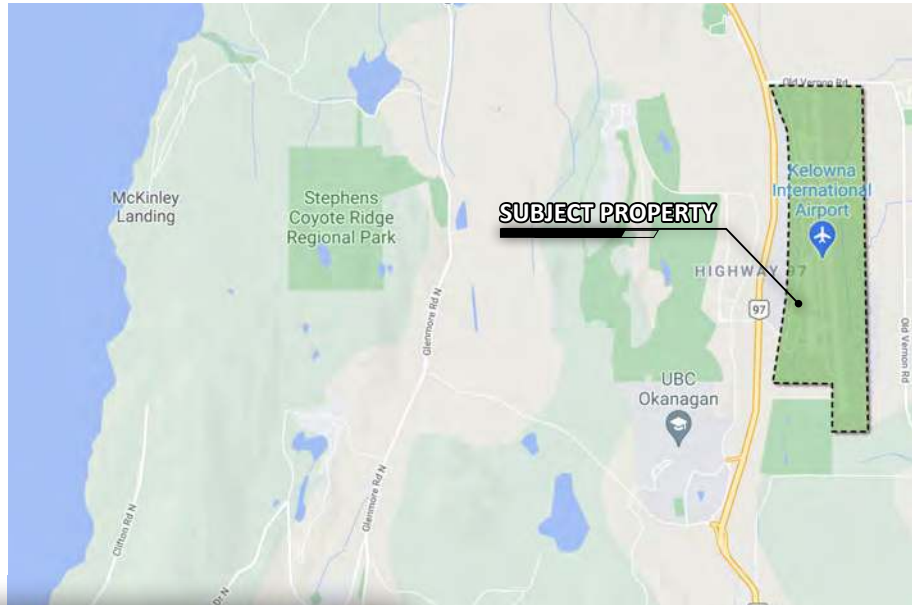 Old Vernon Rd
McKinley
Landing
Stephens
Coyote Ridge
Regional Park
SUBJECT PROPERTY
Kelowna
International
Airport
HIGHWAY 97
97
Glenmore Rd N
Old Vernon Rd
UBC
Okanagan
Clifton Rd N
Glenmore Rd N
Dr N